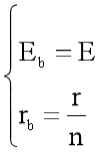 E_b = E
r_b = r/n